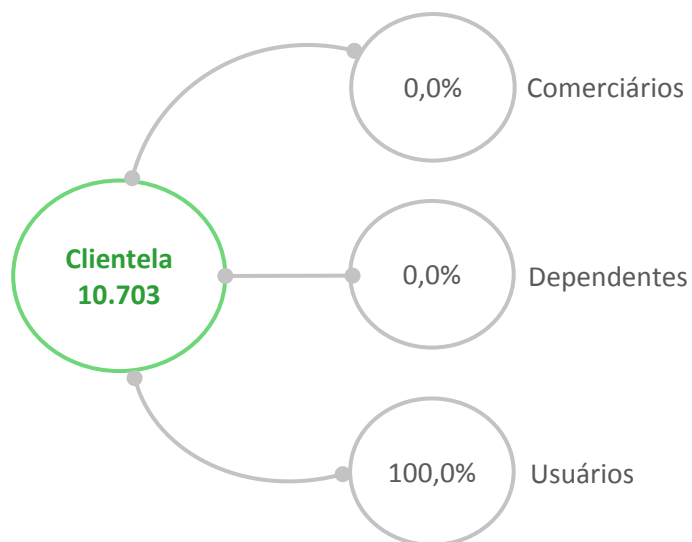 0,0%
Comerciários
Clientela
10.703
0,0%
Dependentes
100,0%
Usuários